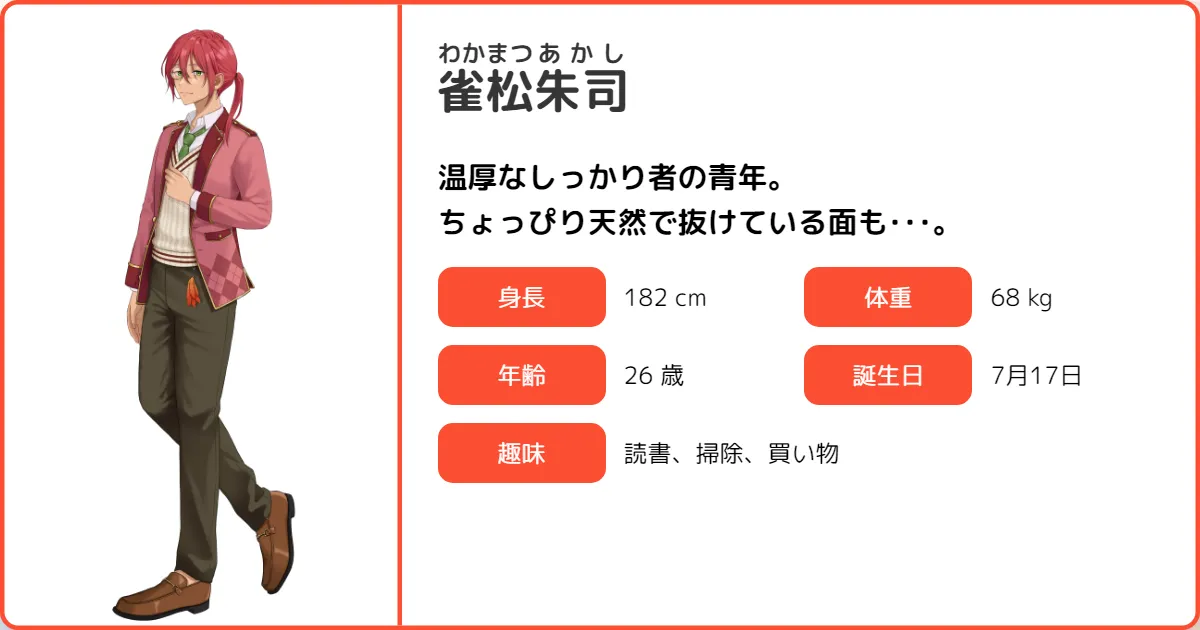 わかまつあかし
雀松朱司
温厚なしっかり者の青年。
ちょっぴり天然で抜けている面も･･･。
身長 182 cm 体重 68 kg
年齢 26 歳 誕生日 7月17日
趣味 読書、掃除、買い物